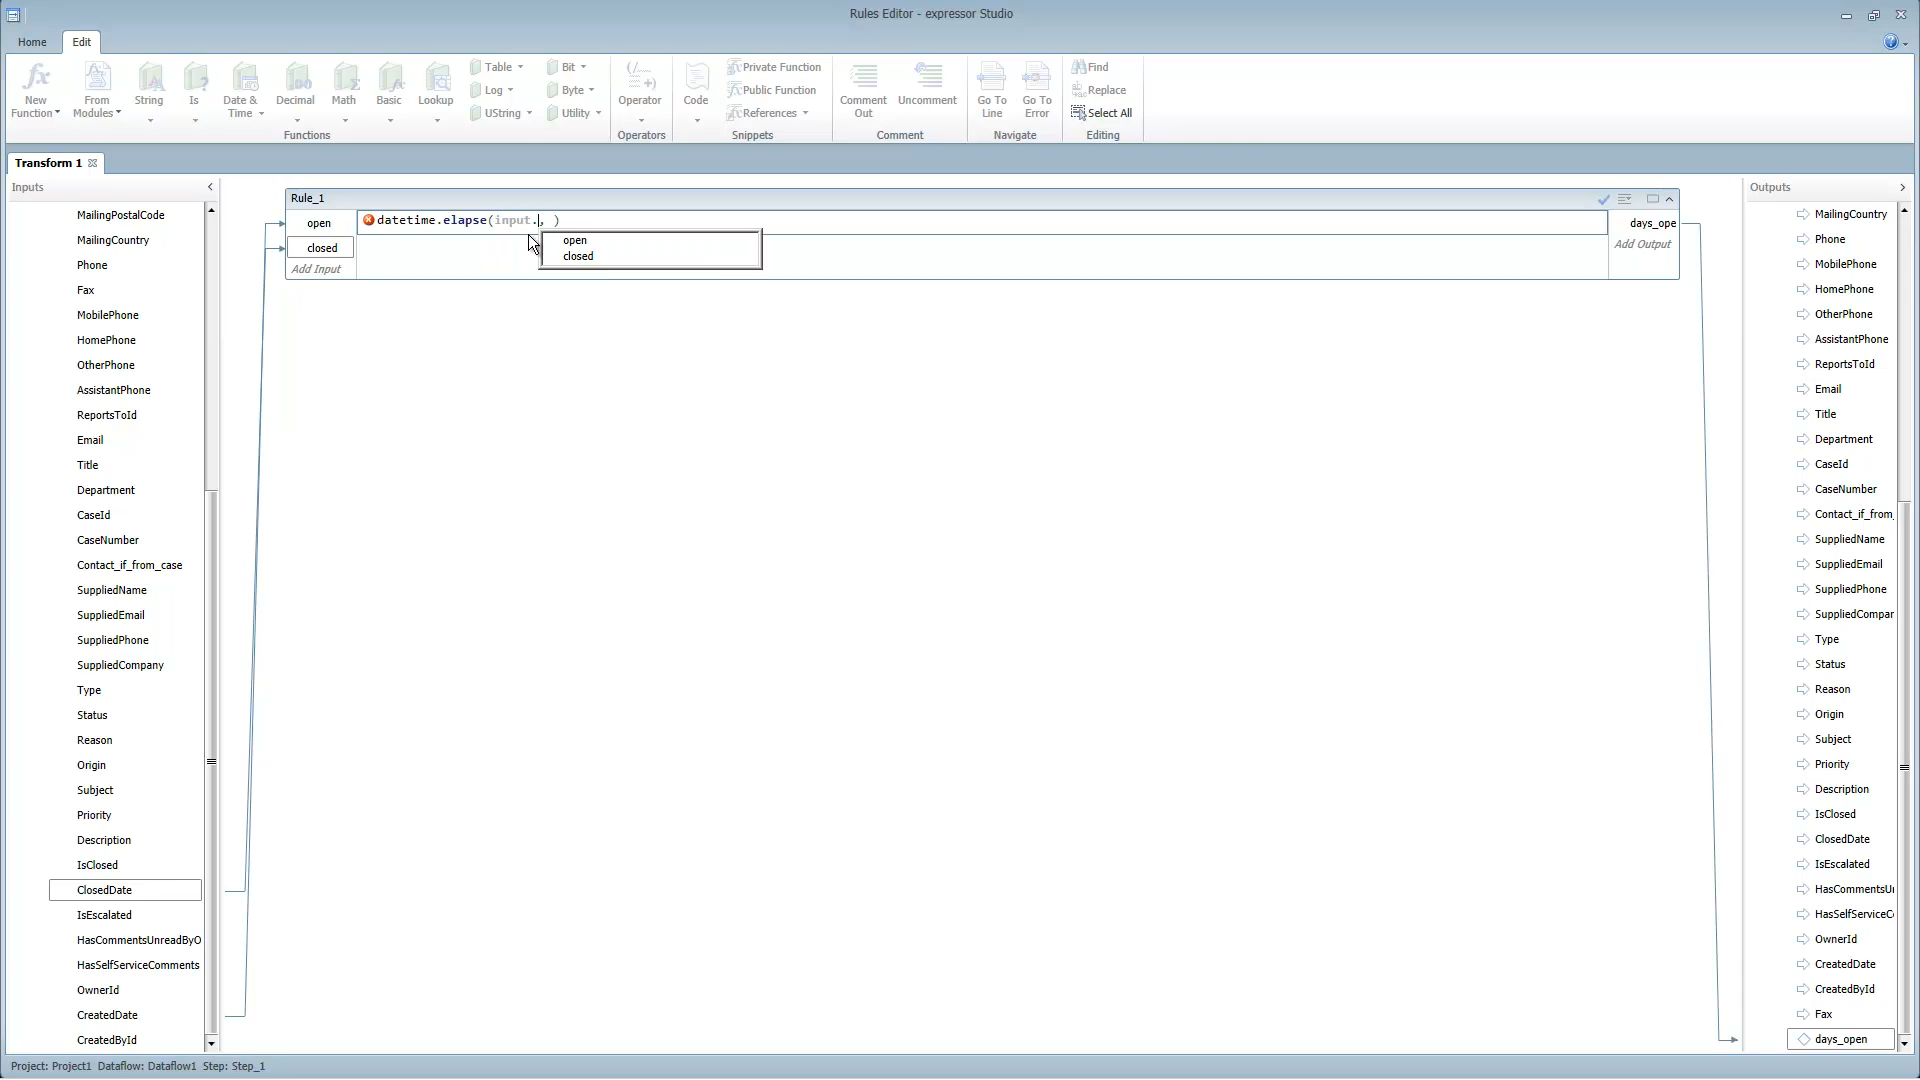 Rules Editor - expressor Studio
Home
Edit
New Function
From Modules
String
Is
Date & Time
Decimal
Math
Basic
Lookup
Table
Log
UString
Bit
Byte
Utility
Functions
Operator
Operators
Code
Private Function
Public Function
References
Snippets
Comment Out
Uncomment
Comment
Go To Line
Go To Error
Navigate
Find
Replace
Select All
Editing
Transform 1
Inputs
MailingPostalCode
MailingCountry
Phone
Fax
MobilePhone
HomePhone
OtherPhone
AssistantPhone
ReportsToId
Email
Title
Department
CaseId
CaseNumber
Contact_if_from_case
SuppliedName
SuppliedEmail
SuppliedPhone
SuppliedCompany
Type
Status
Reason
Origin
Subject
Priority
Description
IsClosed
ClosedDate
IsEscalated
HasCommentsUnreadByO
HasSelfServiceComments
OwnerId
CreatedDate
CreatedById
Rule_1
open
closed
Add Input
datetime.elapse(input., )
open
closed
days_ope
Add Output
Outputs
MailingCountry
Phone
MobilePhone
HomePhone
OtherPhone
AssistantPhone
ReportsToId
Email
Title
Department
CaseId
CaseNumber
Contact_if_from_
SuppliedName
SuppliedEmail
SuppliedPhone
SuppliedCompar
Type
Status
Reason
Origin
Subject
Priority
Description
IsClosed
ClosedDate
IsEscalated
HasCommentsUr
HasSelfServiceCo
OwnerId
CreatedDate
CreatedById
Fax
days_open
Project: Project1 Dataflow: Dataflow1 Step: Step_1